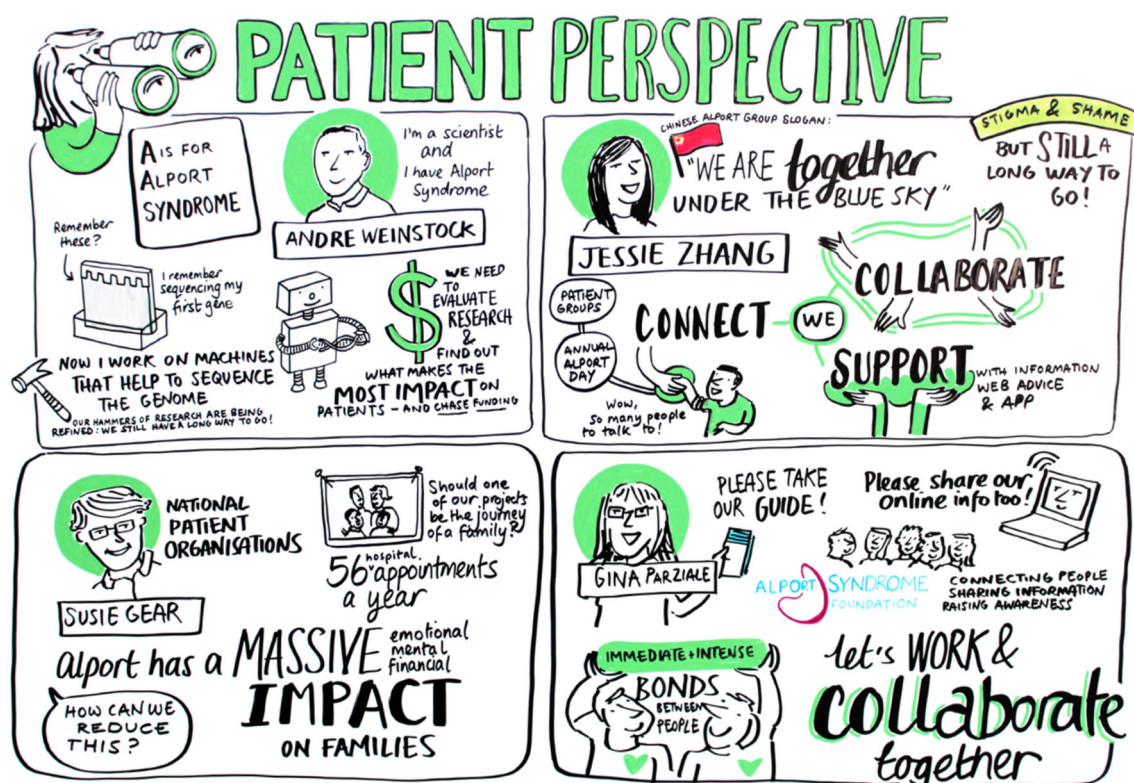 PATIENT PERSPECTIVE
A IS FOR
ALPORT
SYNDROME
I'm a scientist
and
I have Alport
Syndrome
ANDRE WEINSTOCK
Remember
these?
I remember
sequencing my
first gene
NOW I WORK ON MACHINES
THAT HELP TO SEQUENCE
THE GENOME
OUR HAMMERS OF RESEARCH ARE BEING
REFINED: WE STILL HAVE A LONG WAY TO GO!
$
WE NEED
TO
EVALUATE
RESEARCH
&
FIND OUT
WHAT MAKES THE
MOST IMPACT ON
PATIENTS - AND CHASE FUNDING
CHINESE ALPORT GROUP SLOGAN:
"WE ARE together
UNDER THE BLUE SKY"
STIGMA & SHAME
BUT STILL A
LONG WAY TO
GO!
JESSIE ZHANG
PATIENT
GROUPS
ANNUAL
ALPORT
DAY
CONNECT
WE
COLLABORATE
SUPPORT
WITH INFORMATION
WEB ADVICE
& APP
Wow,
so many people
to talk to!
NATIONAL
PATIENT
ORGANISATIONS
SUSIE GEAR
Should one
of our projects
be the journey
of a family?
56 hospital appointments
a year
alport has a MASSIVE
emotional
mental
financial
IMPACT
ON FAMILIES
HOW CAN WE
REDUCE
THIS?
GINA PARZIALE
PLEASE TAKE
OUR GUIDE!
Please share our
online info too!
ALPORT SYNDROME
FOUNDATION
CONNECTING PEOPLE
SHARING INFORMATION
RAISING AWARENESS
IMMEDIATE + INTENSE
BONDS
BETWEEN
PEOPLE
let's WORK &
collaborate
together